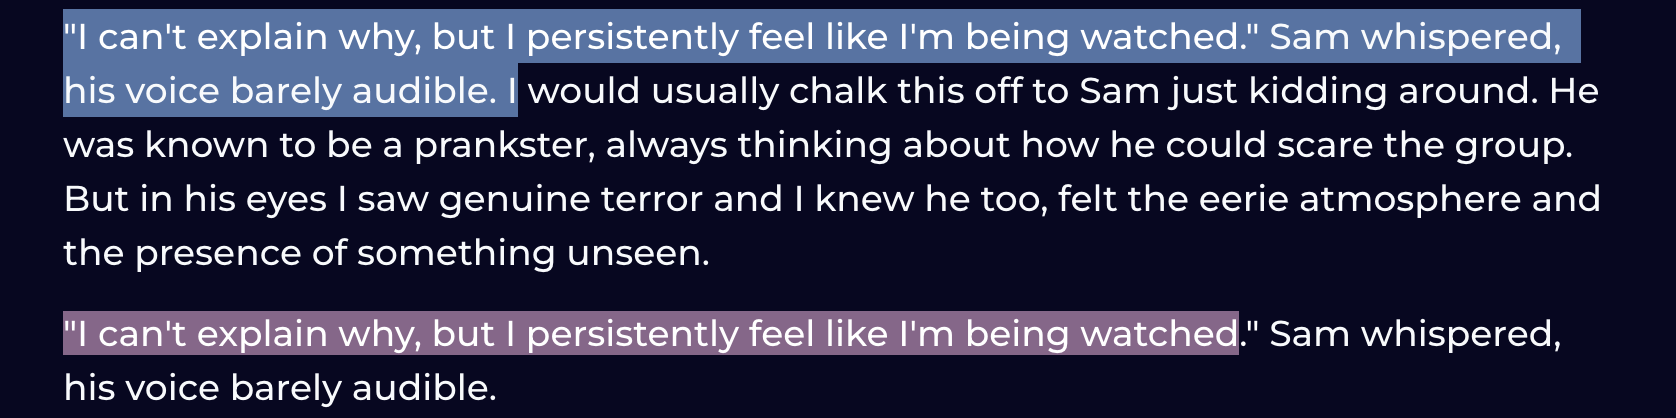 "I can't explain why, but I persistently feel like I'm being watched." Sam whispered,
his voice barely audible. I would usually chalk this off to Sam just kidding around. He
was known to be a prankster, always thinking about how he could scare the group.
But in his eyes I saw genuine terror and I knew he too, felt the eerie atmosphere and
the presence of something unseen.
"I can't explain why, but I persistently feel like I'm being watched." Sam whispered,
his voice barely audible.